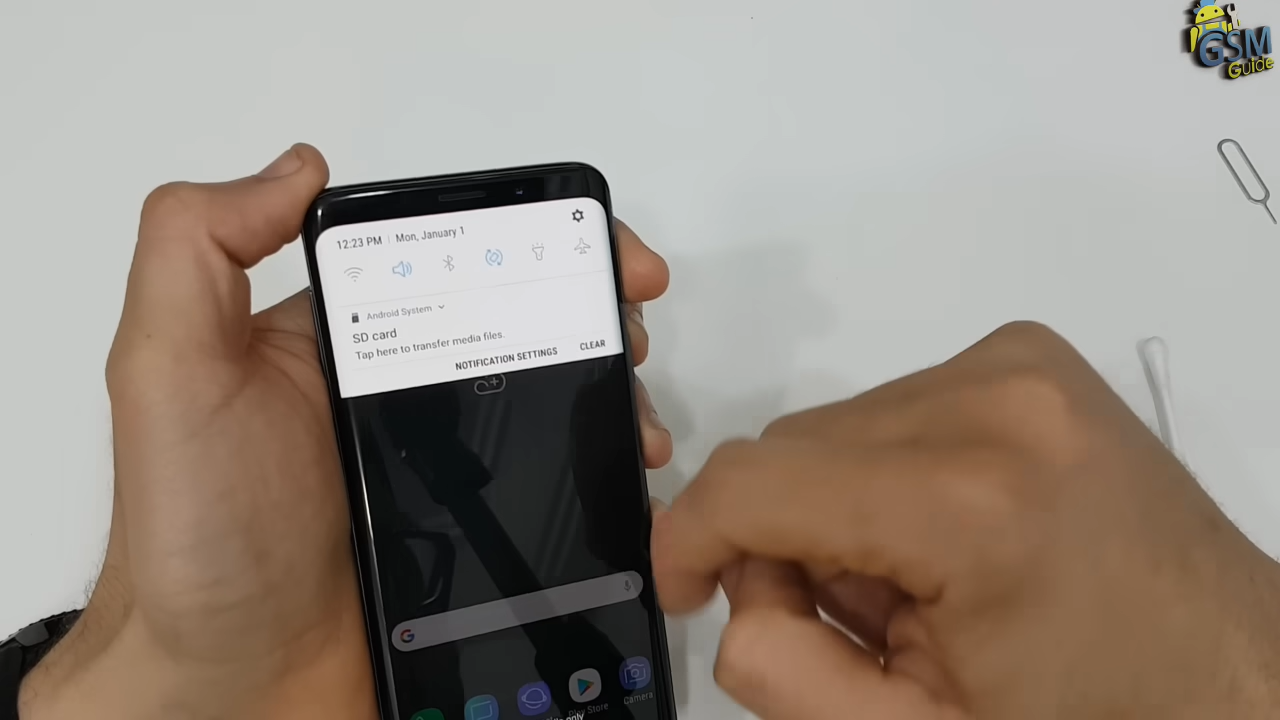 GSM
Guide
12:23 PM | Mon, January 1
Android System
SD card
Tap here to transfer media files.
NOTIFICATION SETTINGS CLEAR
G
Play Store
Camera
only